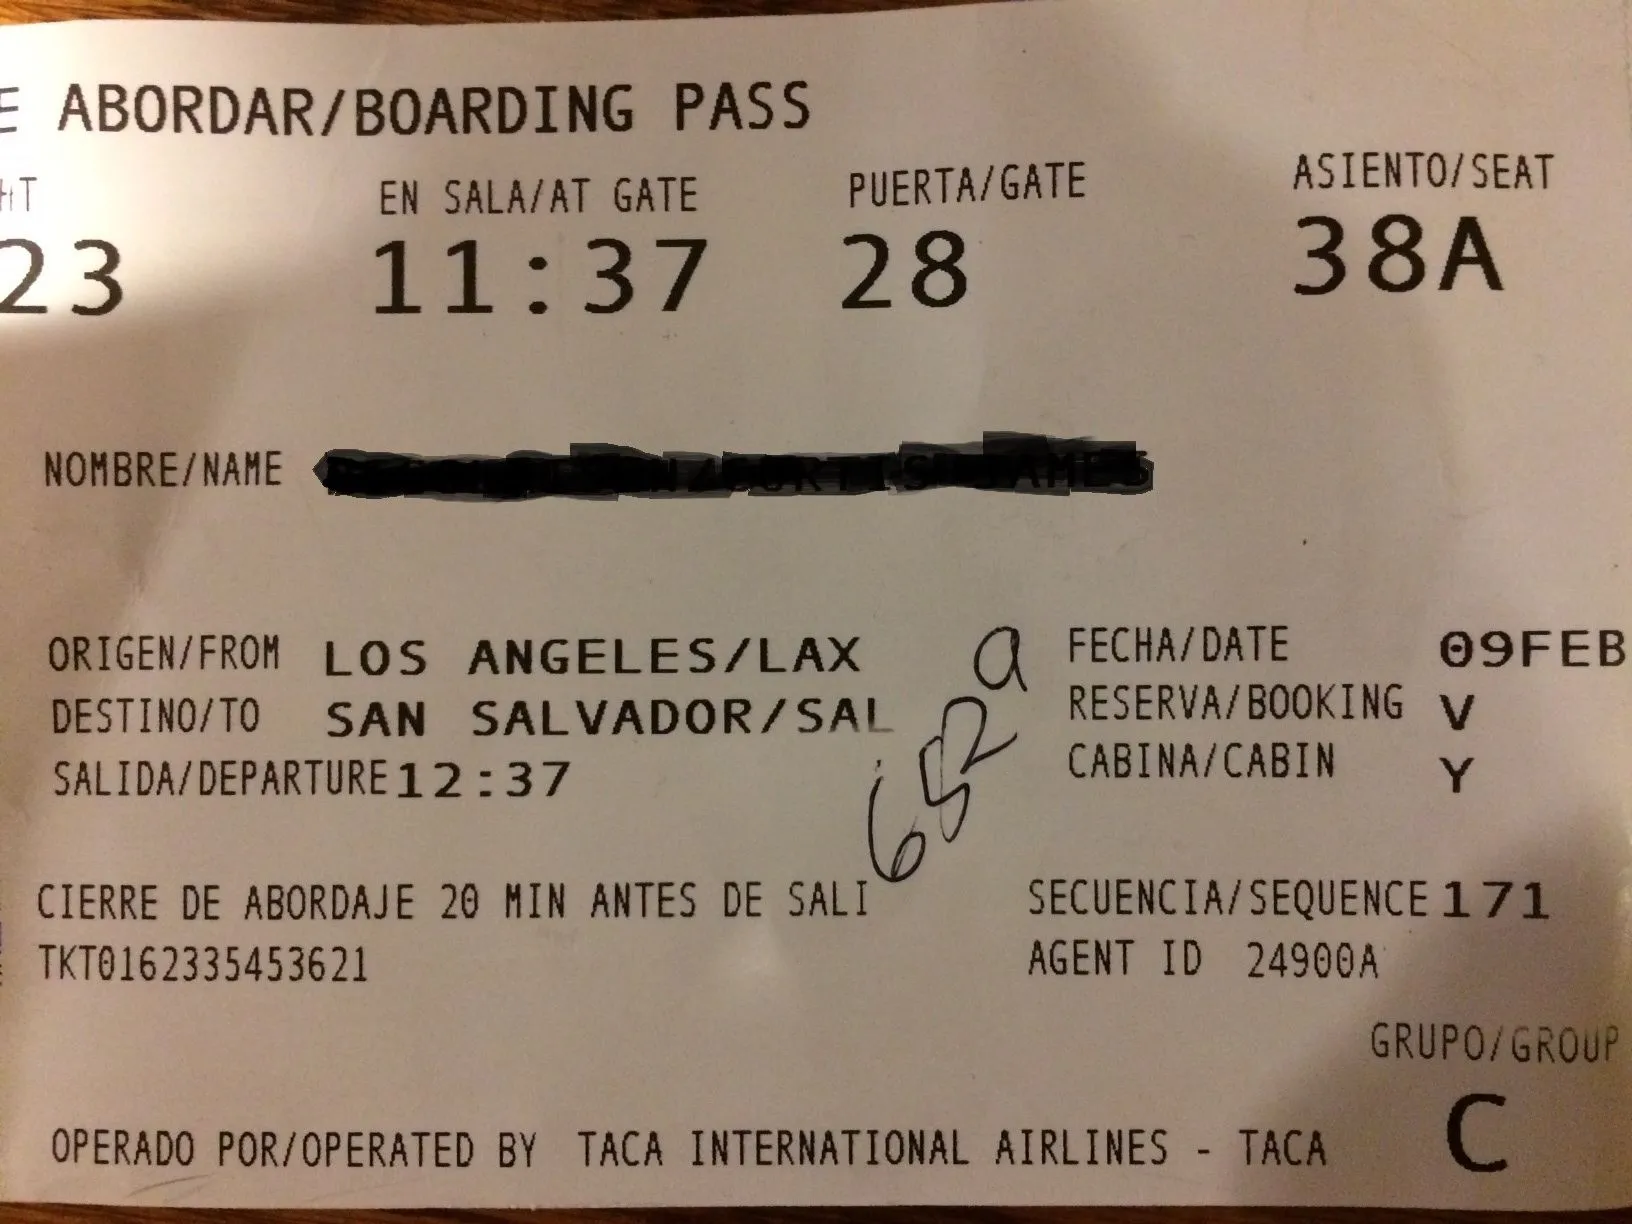 E ABORDAR/BOARDING PASS
HT EN SALA/AT GATE PUERTA/GATE ASIENTO/SEAT
23 11:37 28 38A
NOMBRE/NAME
ORIGEN/FROM LOS ANGELES/LAX FECHA/DATE 09FEB
DESTINO/TO SAN SALVADOR/SAL RESERVA/BOOKING V
SALIDA/DEPARTURE 12:37 CABINA/CABIN Y
652a
CIERRE DE ABORDAJE 20 MIN ANTES DE SALI SECUENCIA/SEQUENCE 171
TKT0162335453621 AGENT ID 24900A
GRUPO/GROUP
C
OPERADO POR/OPERATED BY TACA INTERNATIONAL AIRLINES - TACA